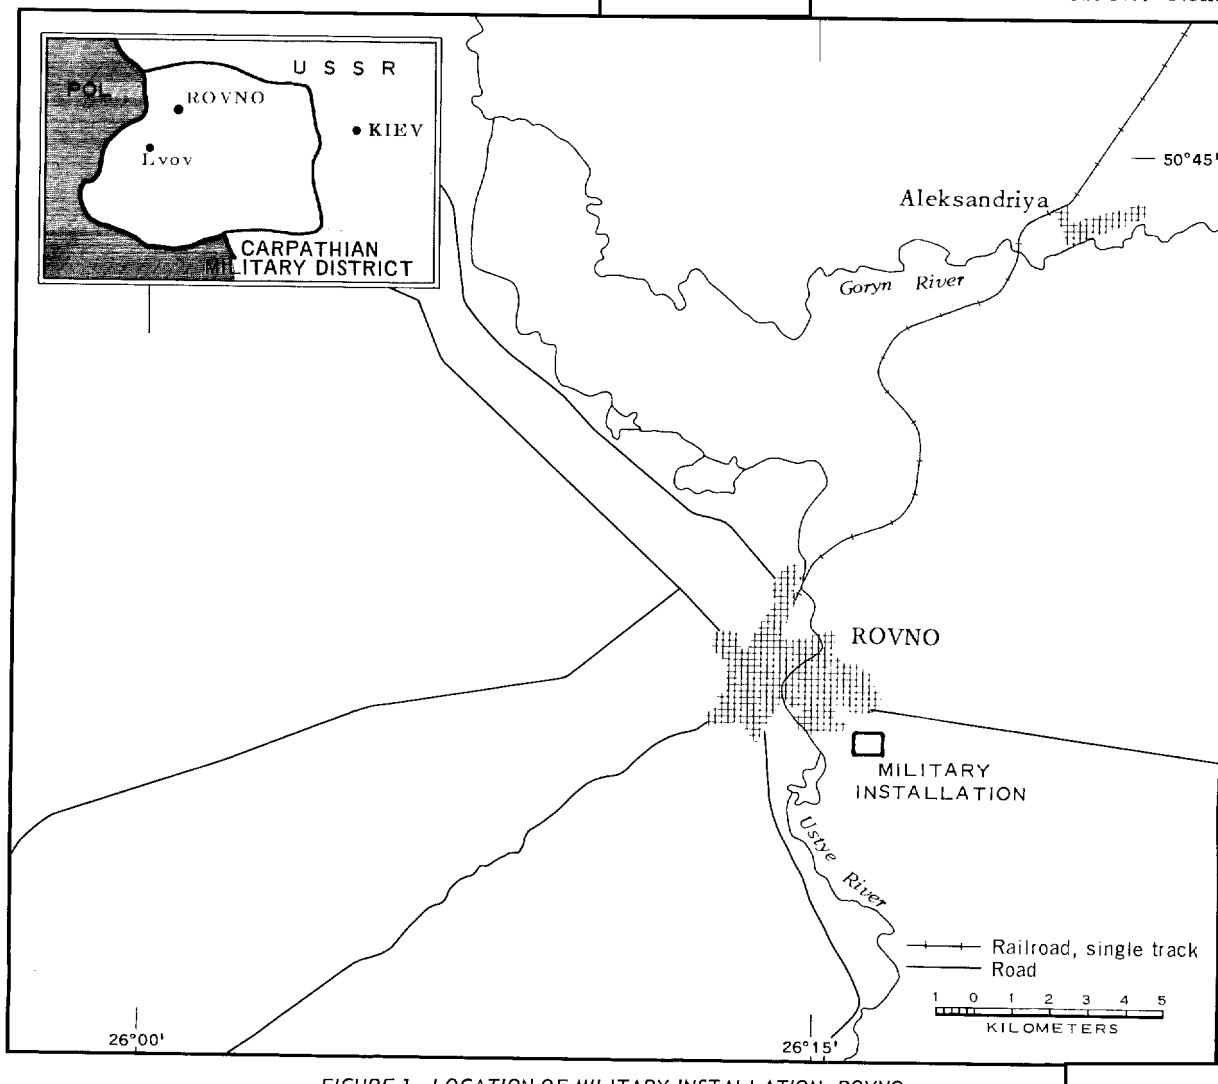 USSR
POL
ROVNO
KIEV
Lvov
CARPATHIAN
MILITARY DISTRICT
50°45'
Aleksandriya
Goryn River
ROVNO
MILITARY
INSTALLATION
Ustye River
Railroad, single track
Road
1 0 1 2 3 4 5
KILOMETERS
26°00'
26°15'
FIGURE 1. LOCATION OF MILITARY INSTALLATION, ROVNO